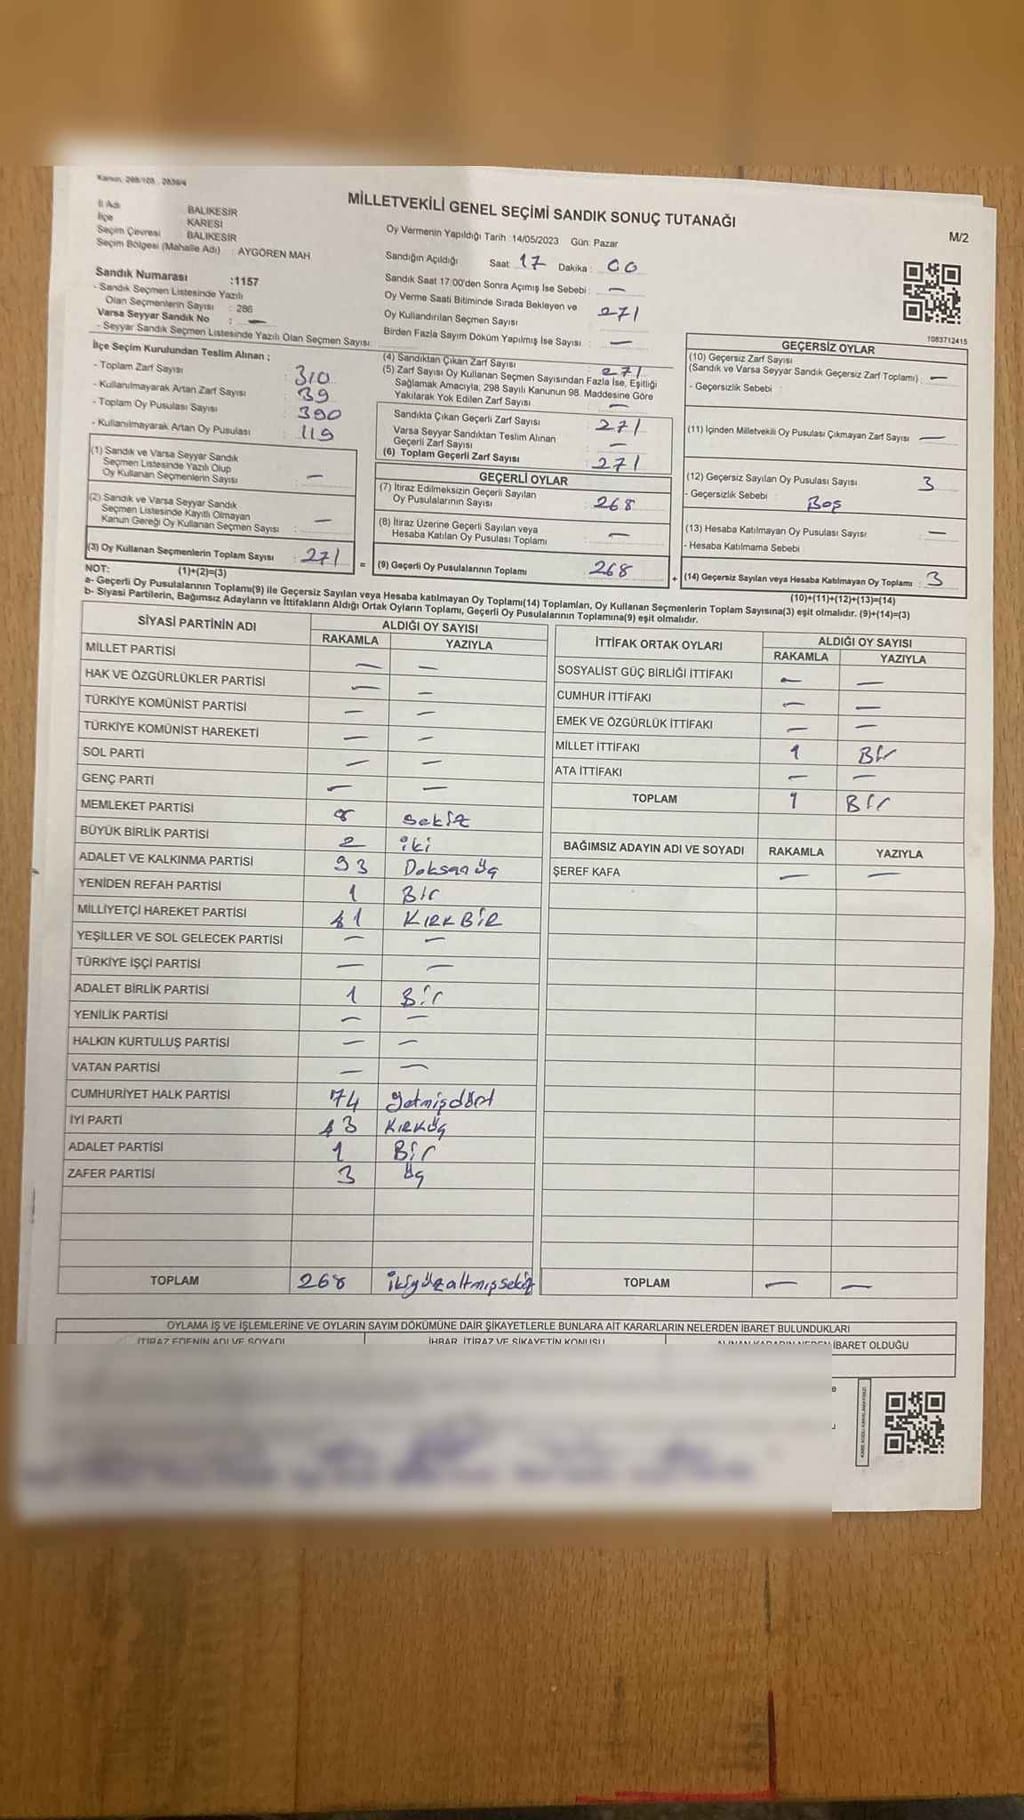 Kanun, 298/105 , 2839/4
MİLLETVEKİLİ GENEL SEÇİMİ SANDIK SONUÇ TUTANAĞI
M/2
İl Adı BALIKESİR
İlçe KARESİ
Seçim Çevresi BALIKESİR
Seçim Bölgesi (Mahalle Adı) : AYGÖREN MAH
Sandık Numarası :1157
- Sandık Seçmen Listesinde Yazılı
Olan Seçmenlerin Sayısı : 286
Varsa Seyyar Sandık No : —
- Seyyar Sandık Seçmen Listesinde Yazılı Olan Seçmen Sayısı :
Oy Vermenin Yapıldığı Tarih :14/05/2023 Gün: Pazar
Sandığın Açıldığı Saat 17 Dakika : 00
Sandık Saat 17:00'den Sonra Açımış İse Sebebi : —
Oy Verme Saati Bitiminde Sırada Bekleyen ve
Oy Kullandırılan Seçmen Sayısı 271
Birden Fazla Sayım Döküm Yapılmış İse Sayısı : —
1083712415
İlçe Seçim Kurulundan Teslim Alınan ;
- Toplam Zarf Sayısı : 310
- Kullanılmayarak Artan Zarf Sayısı : 39
- Toplam Oy Pusulası Sayısı : 390
- Kullanılmayarak Artan Oy Pusulası : 119
(1) Sandık ve Varsa Seyyar Sandık
Seçmen Listesinde Yazılı Olup
Oy Kullanan Seçmenlerin Sayısı : —
(2) Sandık ve Varsa Seyyar Sandık
Seçmen Listesinde Kayıtlı Olmayan
Kanun Gereği Oy Kullanan Seçmen Sayısı : —
(3) Oy Kullanan Seçmenlerin Toplam Sayısı : 271
(4) Sandıktan Çıkan Zarf Sayısı : 271
(5) Zarf Sayısı Oy Kullanan Seçmen Sayısından Fazla İse, Eşitliği
Sağlamak Amacıyla, 298 Sayılı Kanunun 98. Maddesine Göre
Yakılarak Yok Edilen Zarf Sayısı : —
Sandıkta Çıkan Geçerli Zarf Sayısı : 271
Varsa Seyyar Sandıktan Teslim Alınan
Geçerli Zarf Sayısı : —
(6) Toplam Geçerli Zarf Sayısı : 271
GEÇERLİ OYLAR
(7) İtiraz Edilmeksizin Geçerli Sayılan
Oy Pusulalarının Sayısı : 268
(8) İtiraz Üzerine Geçerli Sayılan veya
Hesaba Katılan Oy Pusulası Toplamı : —
= (9) Geçerli Oy Pusulalarının Toplamı : 268
GEÇERSİZ OYLAR
(10) Geçersiz Zarf Sayısı
(Sandık ve Varsa Seyyar Sandık Geçersiz Zarf Toplamı) : —
- Geçersizlik Sebebi :
(11) İçinden Milletvekili Oy Pusulası Çıkmayan Zarf Sayısı : —
(12) Geçersiz Sayılan Oy Pusulası Sayısı : 3
- Geçersizlik Sebebi : Boş
(13) Hesaba Katılmayan Oy Pusula Sayısı : —
- Hesaba Katılmama Sebebi
+ (14) Geçersiz Sayılan veya Hesaba Katılmayan Oy Toplamı : 3
NOT: (1)+(2)=(3) (10)+(11)+(12)+(13)=(14)
a- Geçerli Oy Pusulalarının Toplamı(9) ile Geçersiz Sayılan veya Hesaba katılmayan Oy Toplamı(14) Toplamları, Oy Kullanan Seçmenlerin Toplam Sayısına(3) eşit olmalıdır. (9)+(14)=(3)
b- Siyasi Partilerin, Bağımsız Adayların ve İttifakların Aldığı Ortak Oyların Toplamı, Geçerli Oy Pusulalarının Toplamına(9) eşit olmalıdır.
SİYASİ PARTİNİN ADI ALDIĞI OY SAYISI
RAKAMLA YAZIYLA
MİLLET PARTİSİ — —
HAK VE ÖZGÜRLÜKLER PARTİSİ — —
TÜRKİYE KOMÜNİST PARTİSİ — —
TÜRKİYE KOMÜNİST HAREKETİ — —
SOL PARTİ — —
GENÇ PARTİ — —
MEMLEKET PARTİSİ 8 sekiz
BÜYÜK BİRLİK PARTİSİ 2 iki
ADALET VE KALKINMA PARTİSİ 93 Doksan üç
YENİDEN REFAH PARTİSİ 1 Bir
MİLLİYETÇİ HAREKET PARTİSİ 41 KIRKBİR
YEŞİLLER VE SOL GELECEK PARTİSİ — —
TÜRKİYE İŞÇİ PARTİSİ — —
ADALET BİRLİK PARTİSİ 1 Bir
YENİLİK PARTİSİ — —
HALKIN KURTULUŞ PARTİSİ — —
VATAN PARTİSİ — —
CUMHURİYET HALK PARTİSİ 74 yetmişdört
İYİ PARTİ 43 KIRKÜÇ
ADALET PARTİSİ 1 Bir
ZAFER PARTİSİ 3 üç
TOPLAM 268 ikiyüzaltmışsekiz
İTTİFAK ORTAK OYLARI ALDIĞI OY SAYISI
RAKAMLA YAZIYLA
SOSYALİST GÜÇ BİRLİĞİ İTTİFAKI — —
CUMHUR İTTİFAKI — —
EMEK VE ÖZGÜRLÜK İTTİFAKI — —
MİLLET İTTİFAKI 1 Bir
ATA İTTİFAKI — —
TOPLAM 1 Bir
BAĞIMSIZ ADAYIN ADI VE SOYADI RAKAMLA YAZIYLA
ŞEREF KAFA — —
TOPLAM — —
OYLAMA İŞ VE İŞLEMLERİNE VE OYLARIN SAYIM DÖKÜMÜNE DAİR ŞİKAYETLERLE BUNLARA AİT KARARLARIN NELERDEN İBARET BULUNDUKLARI
İTİRAZ EDENİN ADI VE SOYADI İHBAR, İTİRAZ VE ŞİKAYETİN KONUSU ALINAN KARARIN NEDEN İBARET OLDUĞU